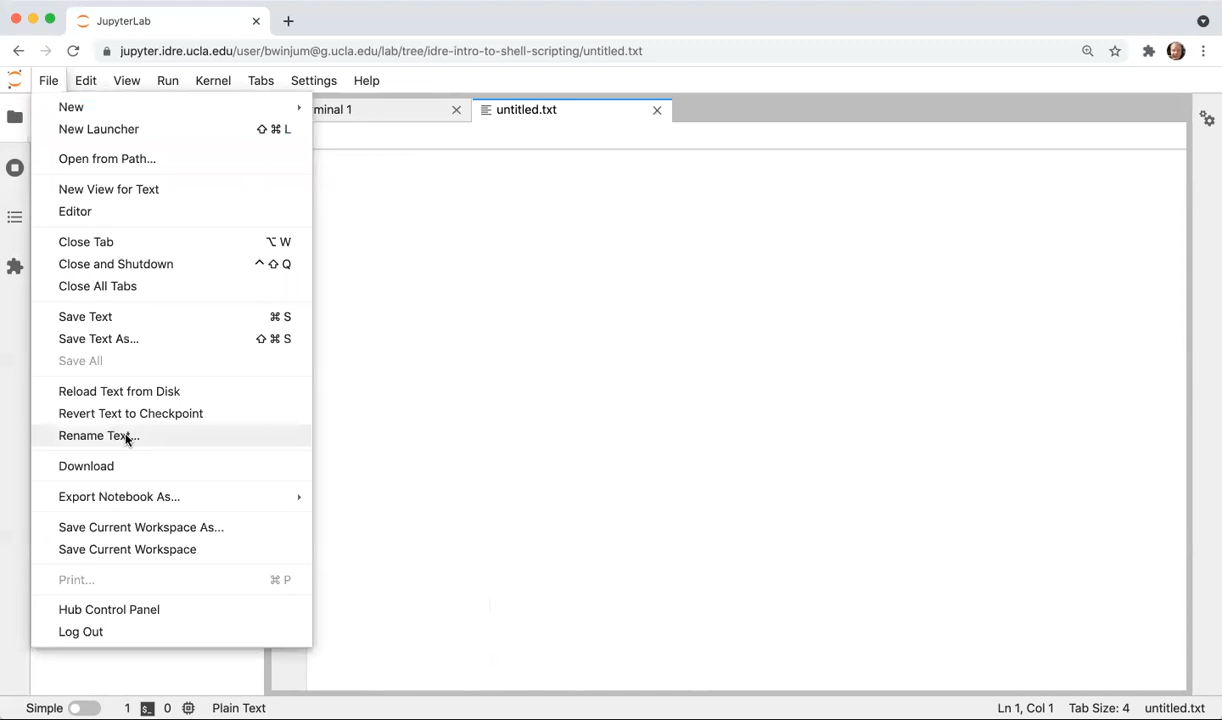 JupyterLab
jupyter.idre.ucla.edu/user/bwinjum@g.ucla.edu/lab/tree/idre-intro-to-shell-scripting/untitled.txt
File Edit View Run Kernel Tabs Settings Help
minal 1 untitled.txt
New
New Launcher ⇧ ⌘ L
Open from Path...
New View for Text
Editor
Close Tab ⌥ W
Close and Shutdown ^ ⇧ Q
Close All Tabs
Save Text ⌘ S
Save Text As... ⇧ ⌘ S
Save All
Reload Text from Disk
Revert Text to Checkpoint
Rename Text...
Download
Export Notebook As...
Save Current Workspace As...
Save Current Workspace
Print... ⌘ P
Hub Control Panel
Log Out
Simple 1 $_ 0 Plain Text Ln 1, Col 1 Tab Size: 4 untitled.txt